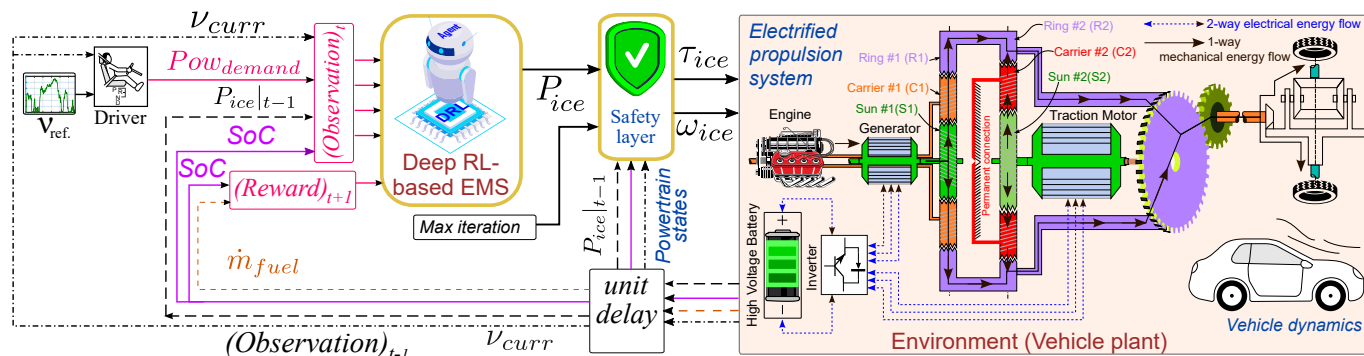 ν_curr
Pow_demand
P_ice|t−1
SoC
SoC
ν_ref.
Driver
(Observation)_t
(Reward)_t+1
ṁ_fuel
(Observation)_t-1
ν_curr
Agent
DRL
Deep RL-
based EMS
P_ice
Max iteration
Safety
layer
τ_ice
ω_ice
P_ice|t−1
Powertrain
states
unit
delay
Electrified
propulsion
system
Ring #1 (R1)
Carrier #1 (C1)
Sun #1(S1)
Ring #2 (R2)
Carrier #2 (C2)
Sun #2(S2)
2-way electrical energy flow
1-way
mechanical energy flow
Engine
Generator
Permanent connection
Traction Motor
High Voltage Battery
+
−
Inverter
Vehicle dynamics
Environment (Vehicle plant)